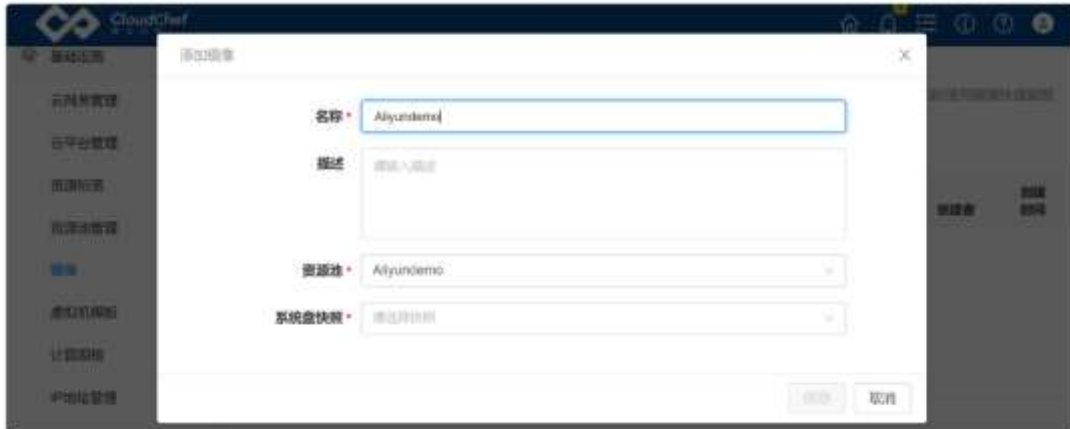 CloudChef
基础设施
添加镜像
云网关管理
名称 *
Aliyundemo
云平台管理
描述
请输入描述
资源标签
资源池管理
创建者
创建
时间
镜像
资源池 *
Aliyundemo
虚拟机模板
系统盘快照 *
请选择快照
计算规格
IP地址管理
取消